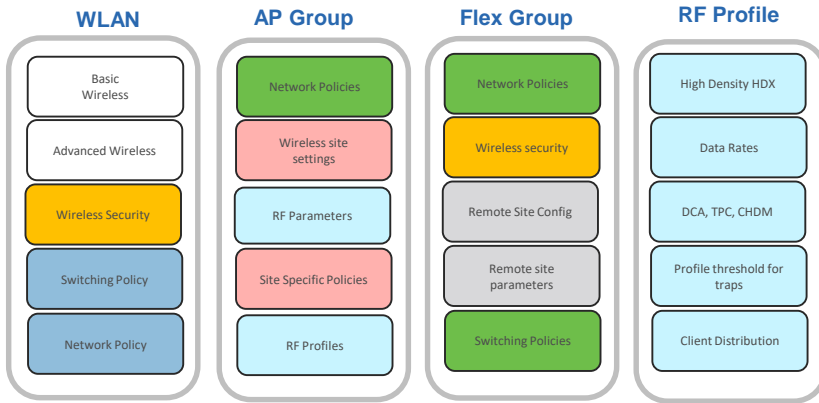 WLAN
Basic
Wireless
Advanced Wireless
Wireless Security
Switching Policy
Network Policy
AP Group
Network Policies
Wireless site
settings
RF Parameters
Site Specific Policies
RF Profiles
Flex Group
Network Policies
Wireless security
Remote Site Config
Remote site
parameters
Switching Policies
RF Profile
High Density HDX
Data Rates
DCA, TPC, CHDM
Profile threshold for
traps
Client Distribution